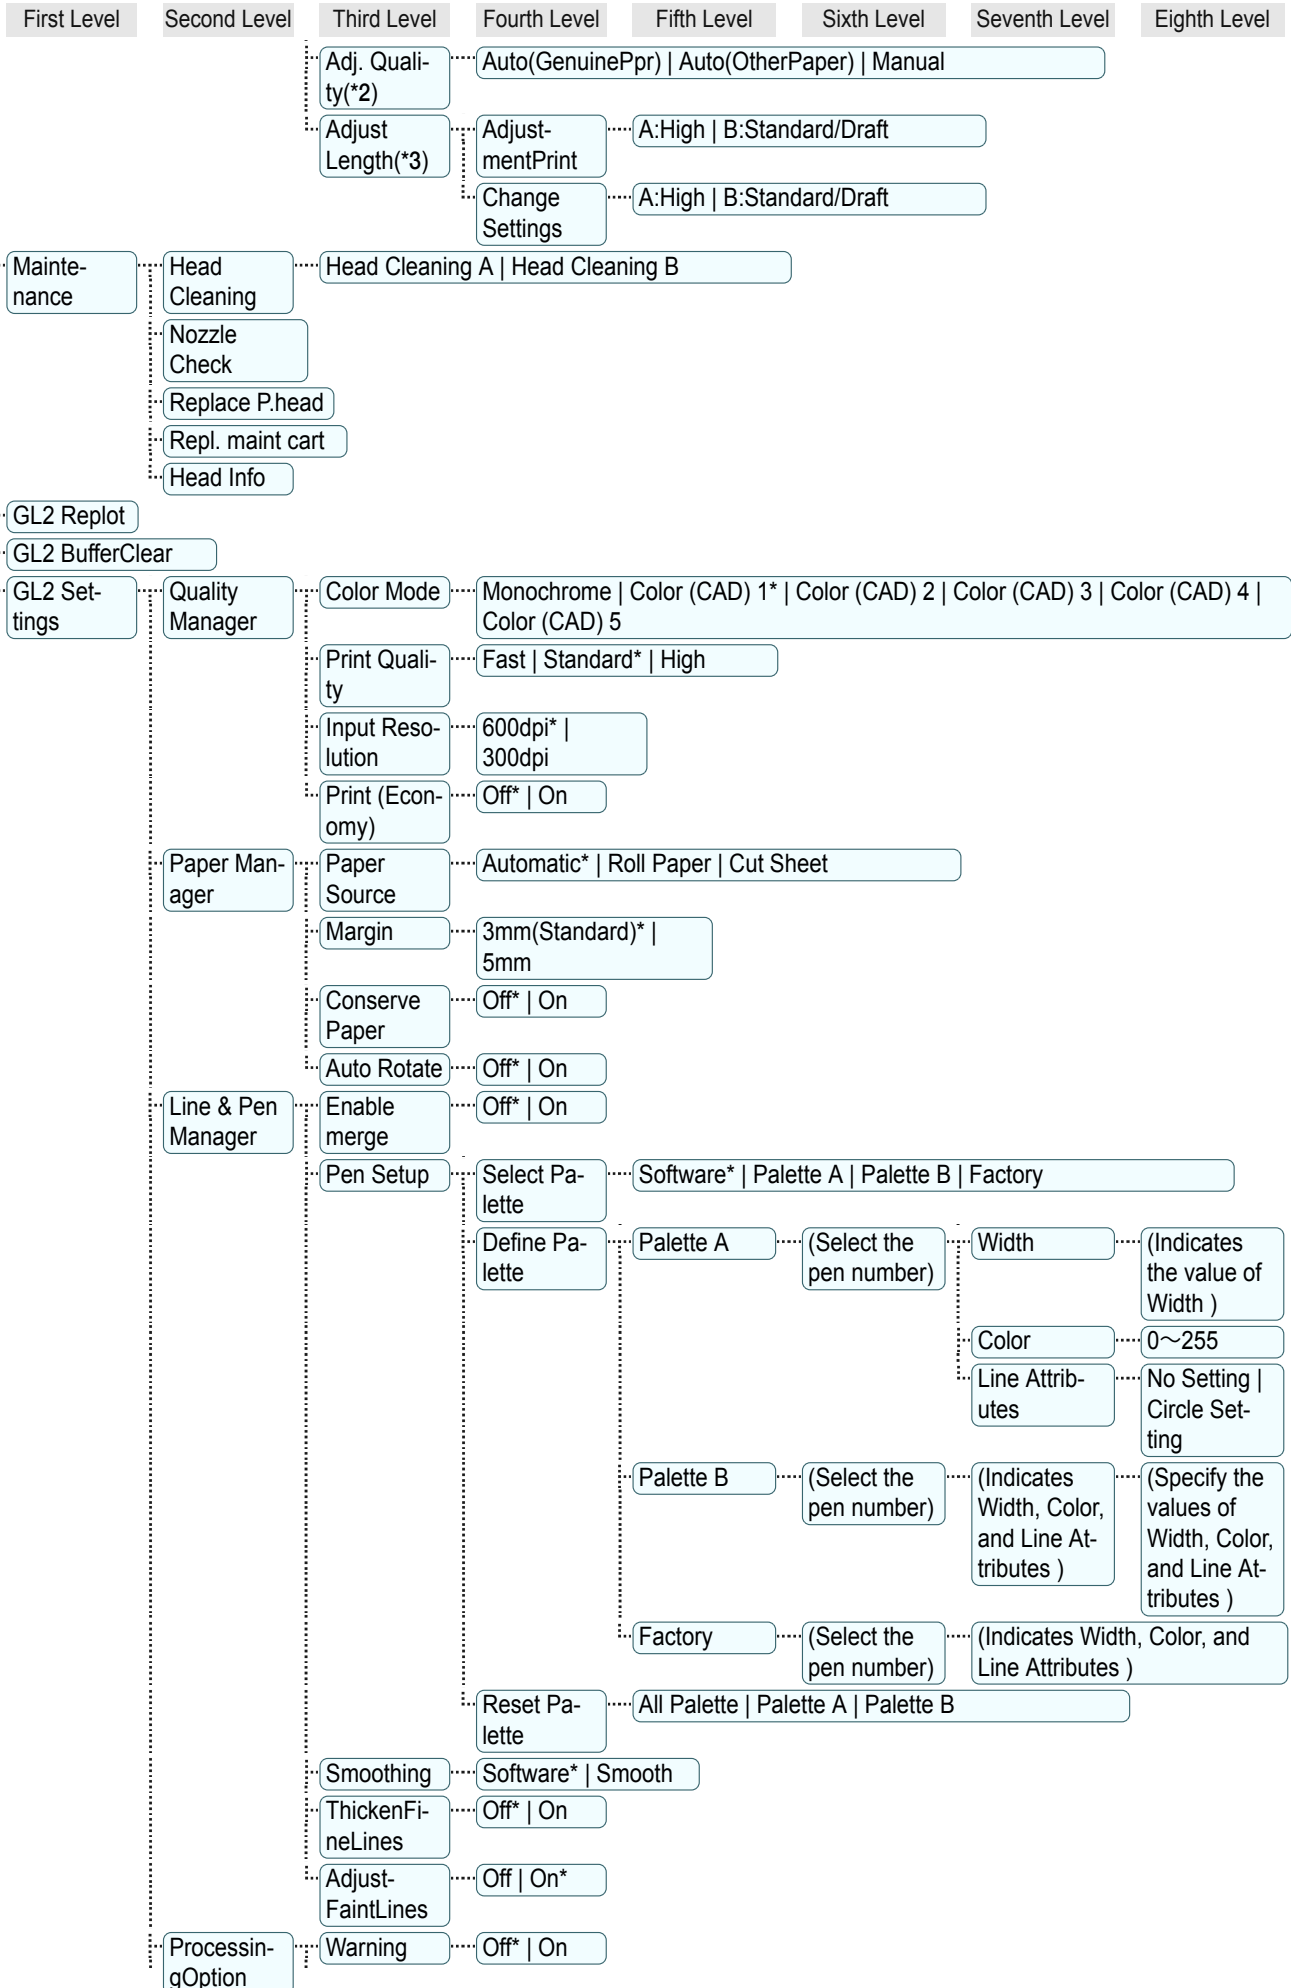 First Level Second Level Third Level Fourth Level Fifth Level Sixth Level Seventh Level Eighth Level
Adj. Quali-
ty(*2)
Auto(GenuinePpr) | Auto(OtherPaper) | Manual
Adjust
Length(*3)
Adjust-
mentPrint
A:High | B:Standard/Draft
Change
Settings
A:High | B:Standard/Draft
Mainte-
nance
Head
Cleaning
Head Cleaning A | Head Cleaning B
Nozzle
Check
Replace P.head
Repl. maint cart
Head Info
GL2 Replot
GL2 BufferClear
GL2 Set-
tings
Quality
Manager
Color Mode
Monochrome | Color (CAD) 1* | Color (CAD) 2 | Color (CAD) 3 | Color (CAD) 4 |
Color (CAD) 5
Print Quali-
ty
Fast | Standard* | High
Input Reso-
lution
600dpi* |
300dpi
Print (Econ-
omy)
Off* | On
Paper Man-
ager
Paper
Source
Automatic* | Roll Paper | Cut Sheet
Margin
3mm(Standard)* |
5mm
Conserve
Paper
Off* | On
Auto Rotate
Off* | On
Line & Pen
Manager
Enable
merge
Off* | On
Pen Setup
Select Pa-
lette
Software* | Palette A | Palette B | Factory
Define Pa-
lette
Palette A
(Select the
pen number)
Width
(Indicates
the value of
Width )
Color
0～255
Line Attrib-
utes
No Setting |
Circle Set-
ting
Palette B
(Select the
pen number)
(Indicates
Width, Color,
and Line At-
tributes )
(Specify the
values of
Width, Color,
and Line At-
tributes )
Factory
(Select the
pen number)
(Indicates Width, Color, and
Line Attributes )
Reset Pa-
lette
All Palette | Palette A | Palette B
Smoothing
Software* | Smooth
ThickenFi-
neLines
Off* | On
Adjust-
FaintLines
Off | On*
Processin-
gOption
Warning
Off* | On